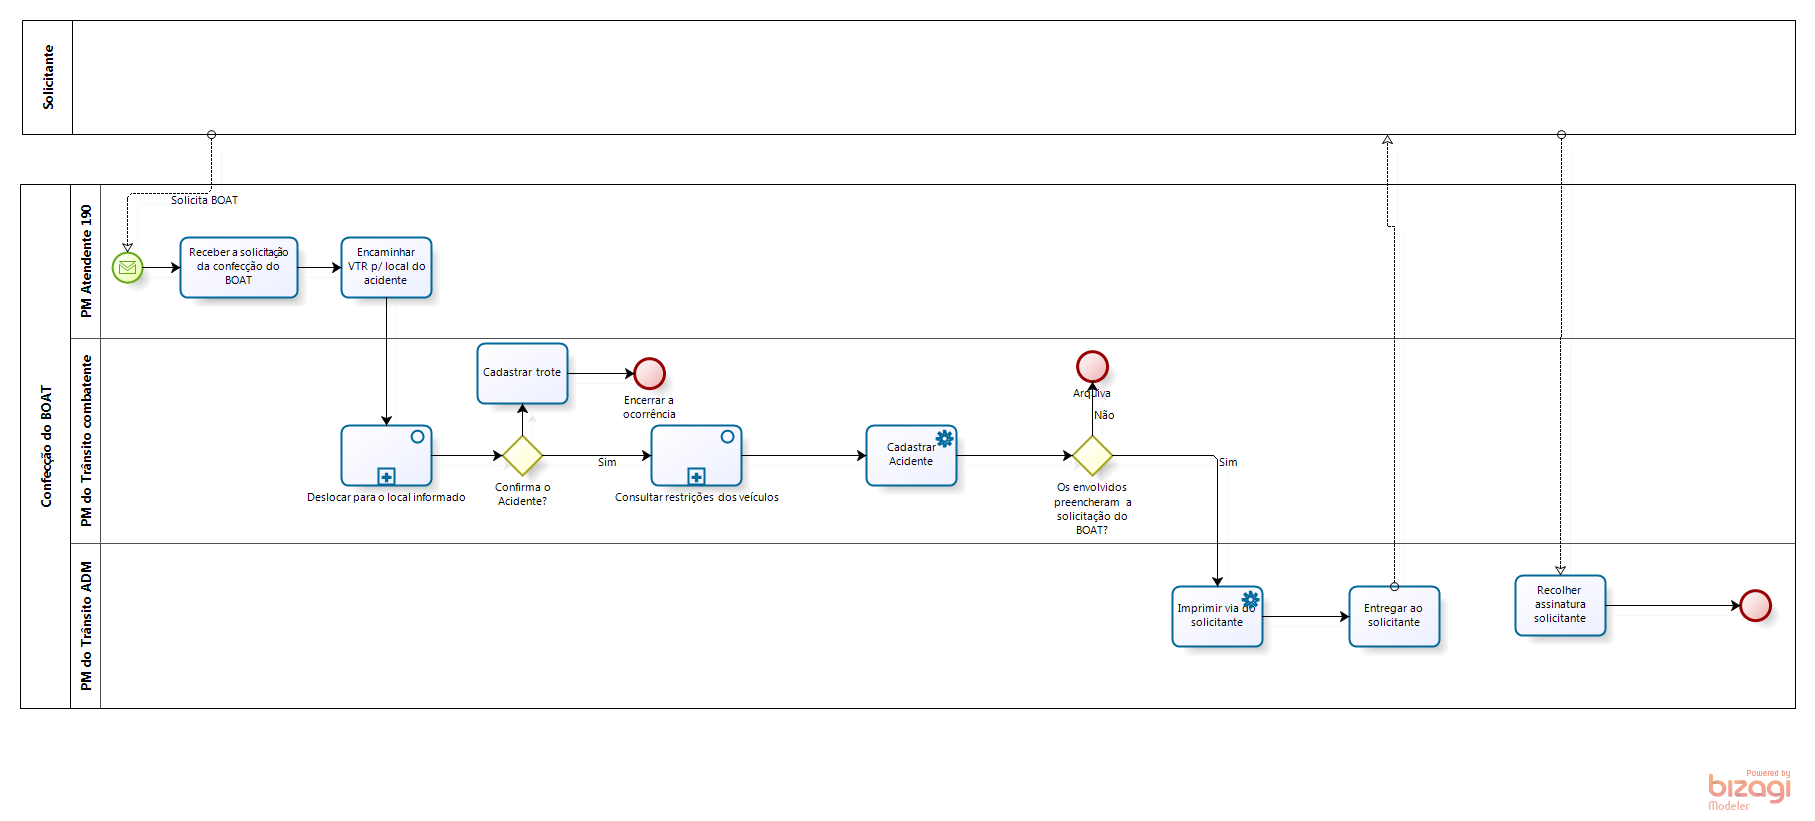 Solicitante
Solicita BOAT
Confecção do BOAT
PM Atendente 190
Receber a solicitação
da confecção do
BOAT
Encaminhar
VTR p/ local do
acidente
PM do Trânsito combatente
Cadastrar trote
Encerrar a
ocorrência
Arquiva
Não
Deslocar para o local informado
Confirma o
Acidente?
Sim
Consultar restrições dos veículos
Cadastrar
Acidente
Os envolvidos
preencheram a
solicitação do
BOAT?
Sim
PM do Trânsito ADM
Imprimir via do
solicitante
Entregar ao
solicitante
Recolher
assinatura
solicitante
Powered by
bizagi
Modeler